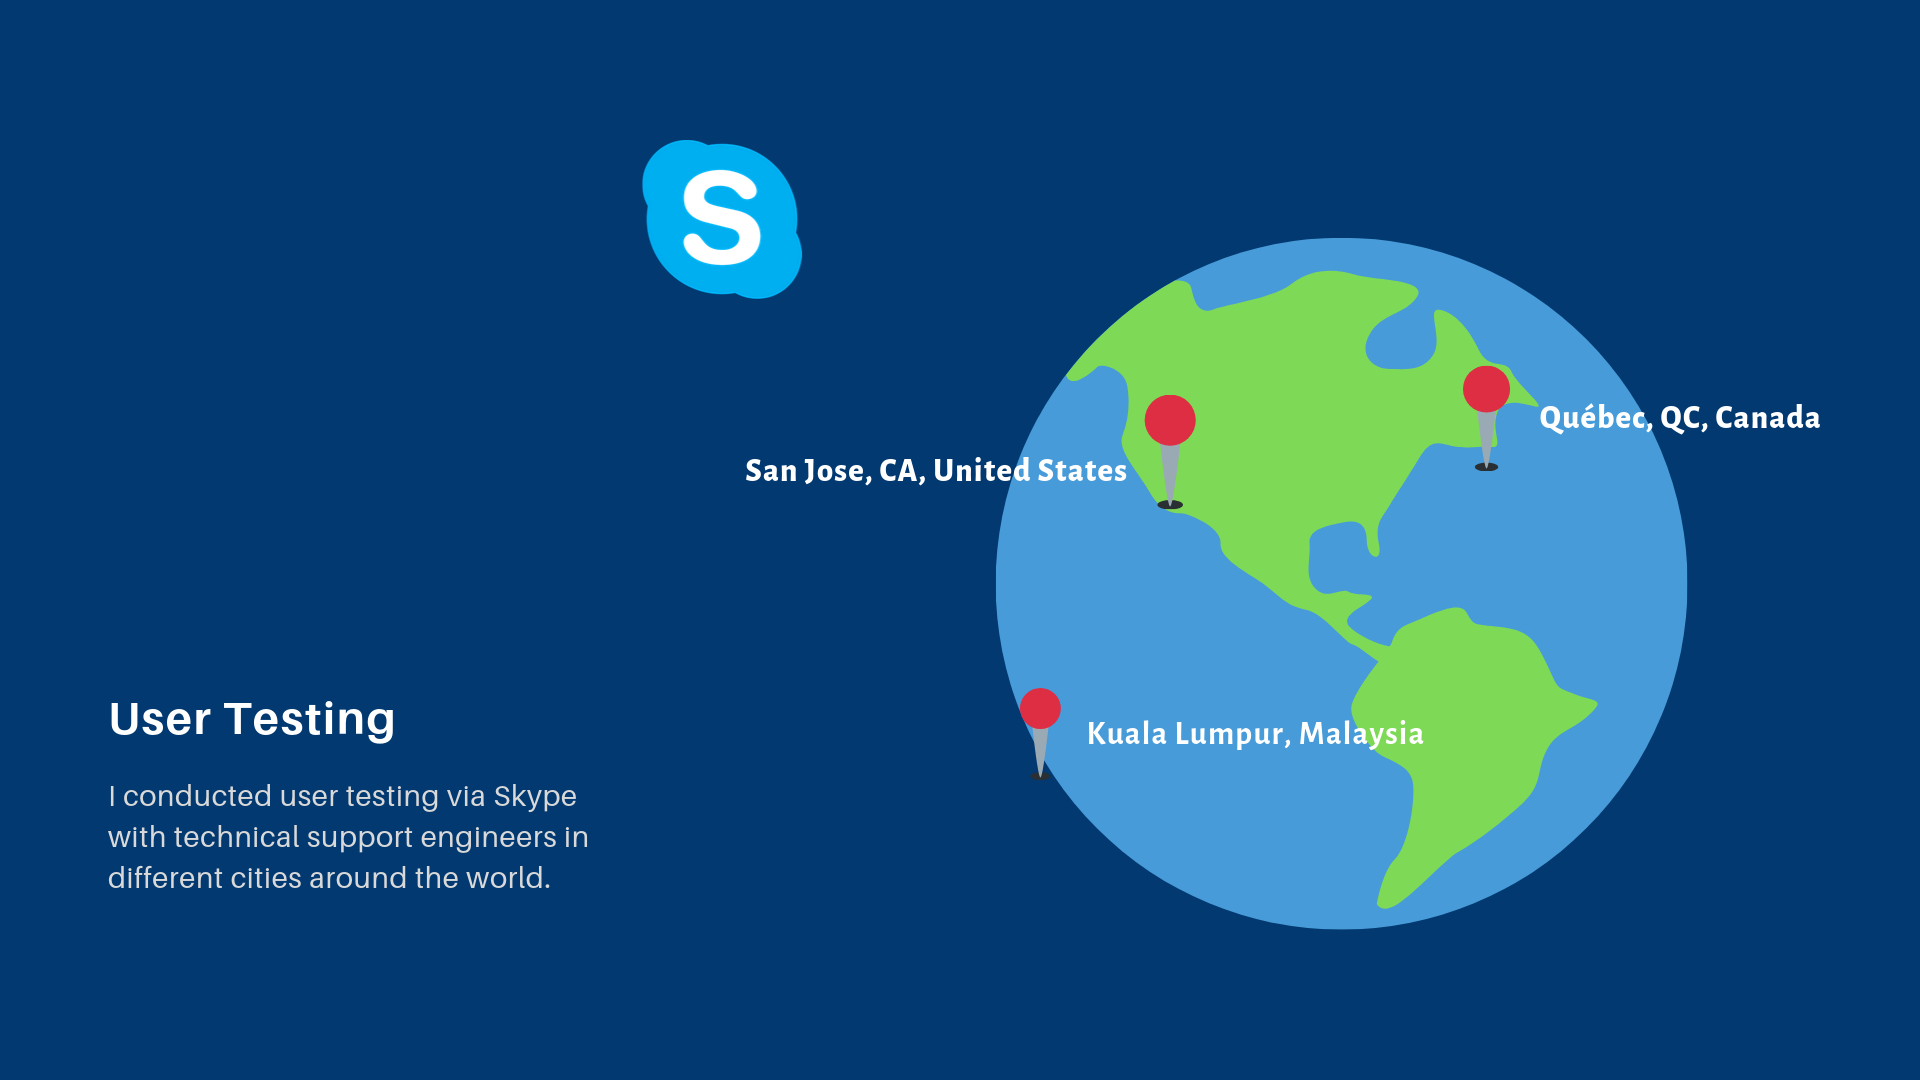 S
Québec, QC, Canada
San Jose, CA, United States
Kuala Lumpur, Malaysia
User Testing
I conducted user testing via Skype
with technical support engineers in
different cities around the world.